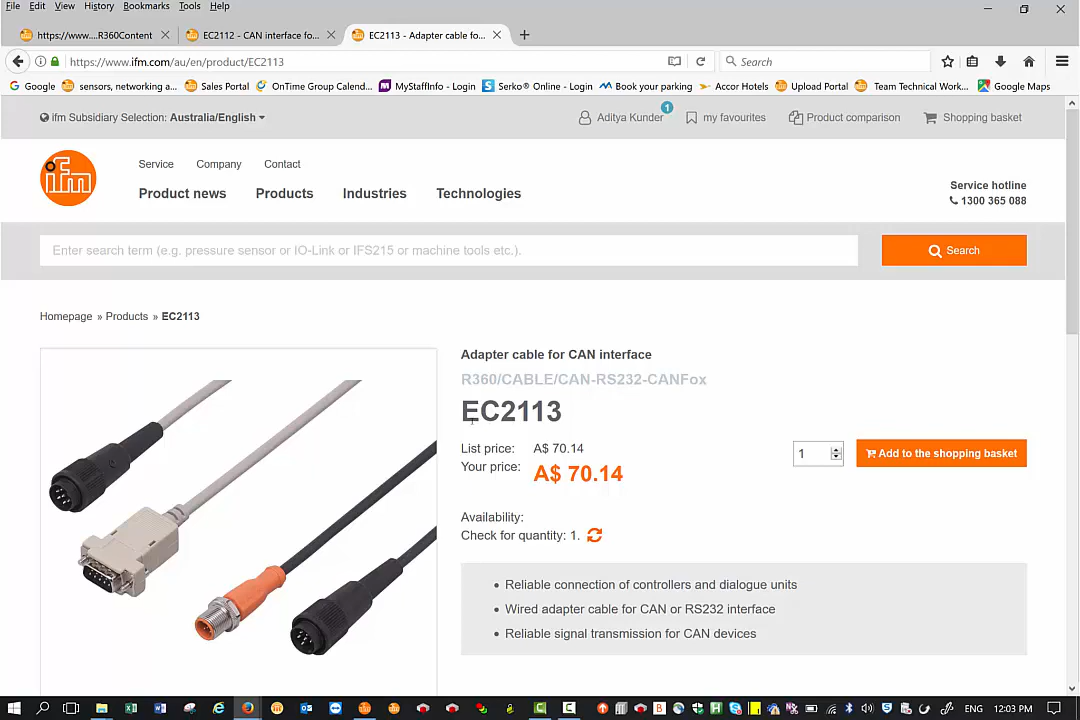 File Edit View History Bookmarks Tools Help
https://www....R360Content
EC2112 - CAN interface fo...
EC2113 - Adapter cable fo...
https://www.ifm.com/au/en/product/EC2113
Search
Google
sensors, networking a...
Sales Portal
OnTime Group Calend...
MyStaffInfo - Login
Serko® Online - Login
Book your parking
Accor Hotels
Upload Portal
Team Technical Work...
Google Maps
ifm Subsidiary Selection: Australia/English
Aditya Kunder
1
my favourites
Product comparison
Shopping basket
ifm
Service Company Contact
Product news Products Industries Technologies
Service hotline
1300 365 088
Enter search term (e.g. pressure sensor or IO-Link or IFS215 or machine tools etc.).
Search
Homepage » Products » EC2113
Adapter cable for CAN interface
R360/CABLE/CAN-RS232-CANFox
EC2113
List price: A$ 70.14
Your price: A$ 70.14
1
Add to the shopping basket
Availability:
Check for quantity: 1.
• Reliable connection of controllers and dialogue units
• Wired adapter cable for CAN or RS232 interface
• Reliable signal transmission for CAN devices
ENG 12:03 PM